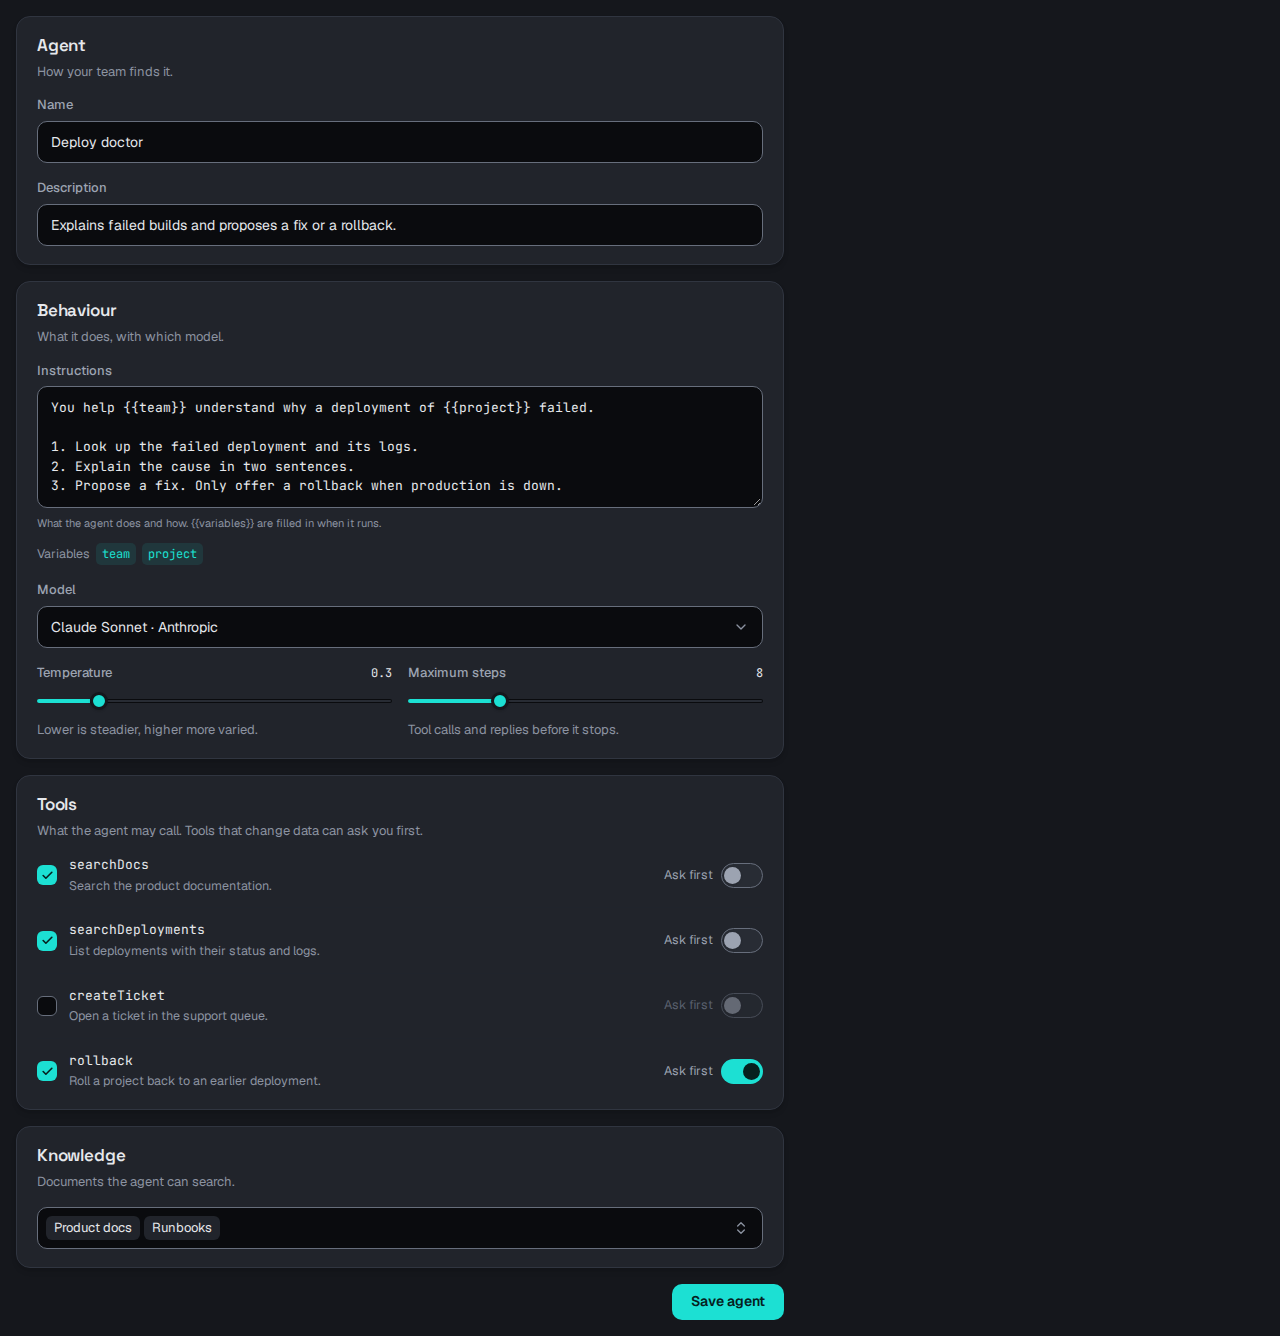 Agent
How your team finds it.
Name
Deploy doctor
Description
Explains failed builds and proposes a fix or a rollback.
Behaviour
What it does, with which model.
Instructions
You help {{team}} understand why a deployment of {{project}} failed.
1. Look up the failed deployment and its logs.
2. Explain the cause in two sentences.
3. Propose a fix. Only offer a rollback when production is down.
What the agent does and how. {{variables}} are filled in when it runs.
Variables team project
Model
Claude Sonnet · Anthropic
Temperature 0.3 Maximum steps 8
Lower is steadier, higher more varied. Tool calls and replies before it stops.
Tools
What the agent may call. Tools that change data can ask you first.
searchDocs
Search the product documentation.
Ask first
searchDeployments
List deployments with their status and logs.
Ask first
createTicket
Open a ticket in the support queue.
Ask first
rollback
Roll a project back to an earlier deployment.
Ask first
Knowledge
Documents the agent can search.
Product docs Runbooks
Save agent